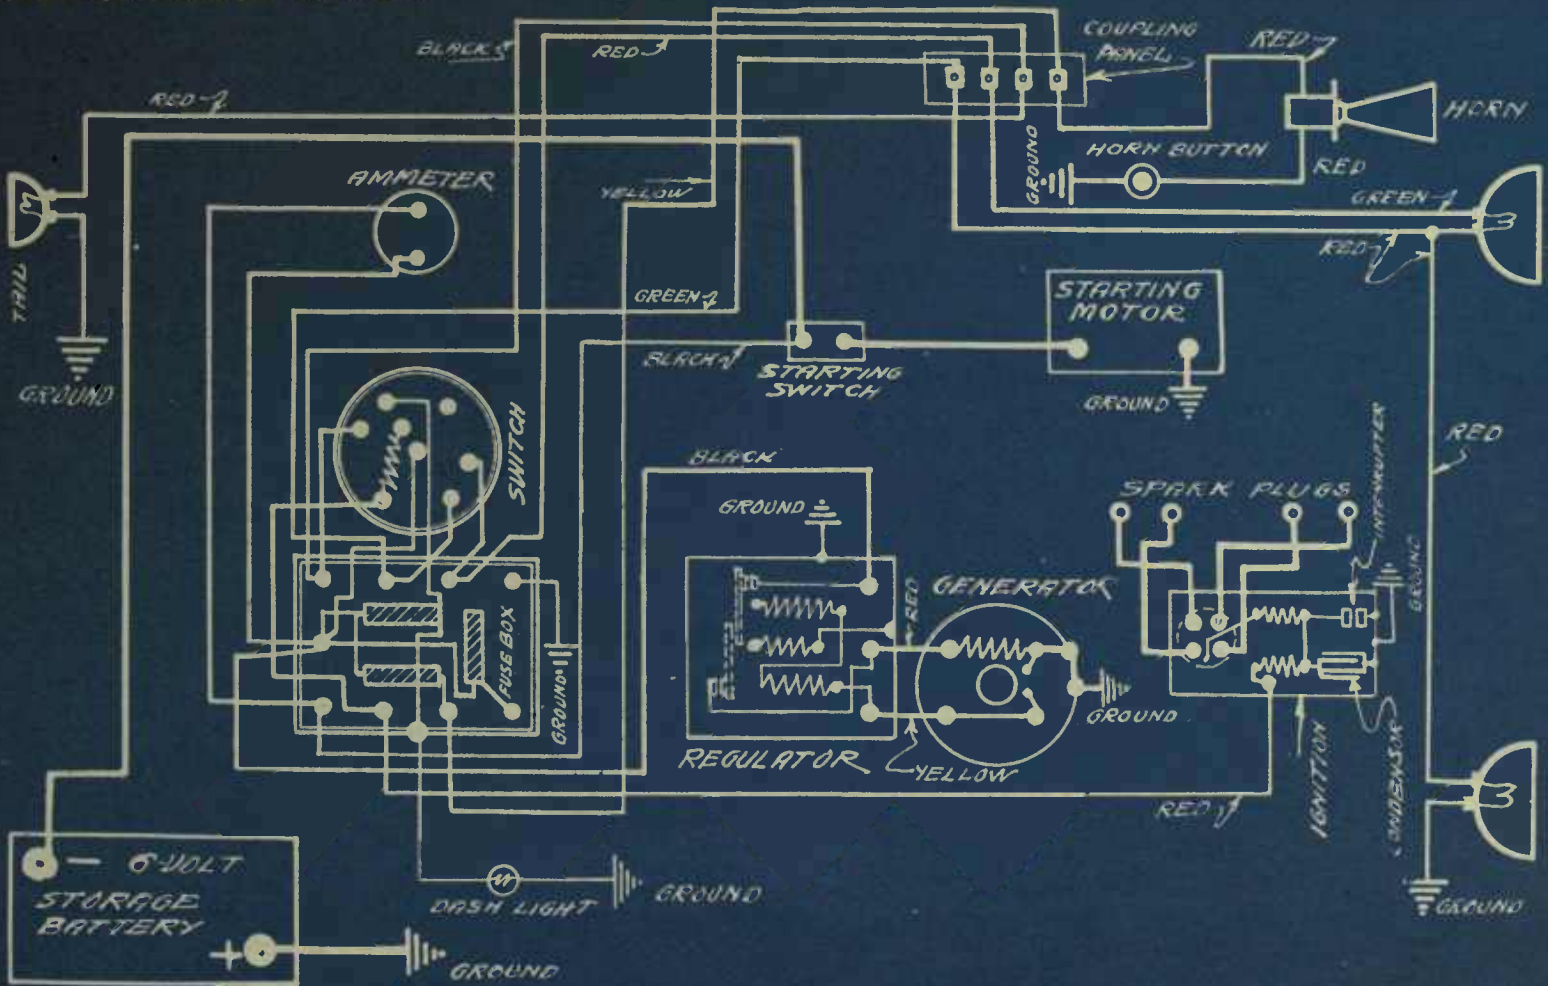 BLACK
RED
COUPLING
PANEL
RED
RED
HORN
GROUND
HORN BUTTON
RED
AMMETER
YELLOW
GREEN
RED
TAIL
GREEN
STARTING
MOTOR
BLACK
STARTING
SWITCH
GROUND
GROUND
SWITCH
BLACK
RED
SPARK PLUGS
INTERRUPTER
GROUND
GROUND
GENERATOR
RED
FUSE BOX
GROUND
GROUND
REGULATOR
YELLOW
RED
IGNITION
CONDENSOR
— 6-VOLT
STORAGE
BATTERY
+
DASH LIGHT
GROUND
GROUND
GROUND